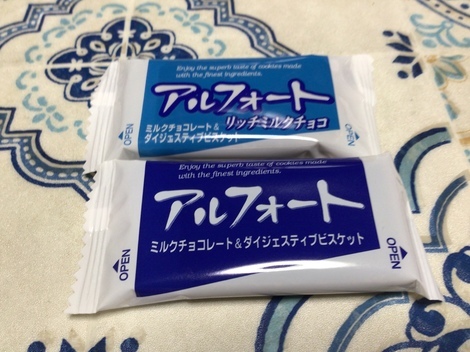 Enjoy the superb taste of cookies made
with the finest ingredients.
アルフォート
リッチミルクチョコ
ミルクチョコレート&
ダイジェスティブビスケット
OPEN
OPEN
Enjoy the superb taste of cookies made
with the finest ingredients.
アルフォート
ミルクチョコレート&ダイジェスティブビスケット
OPEN
OPEN